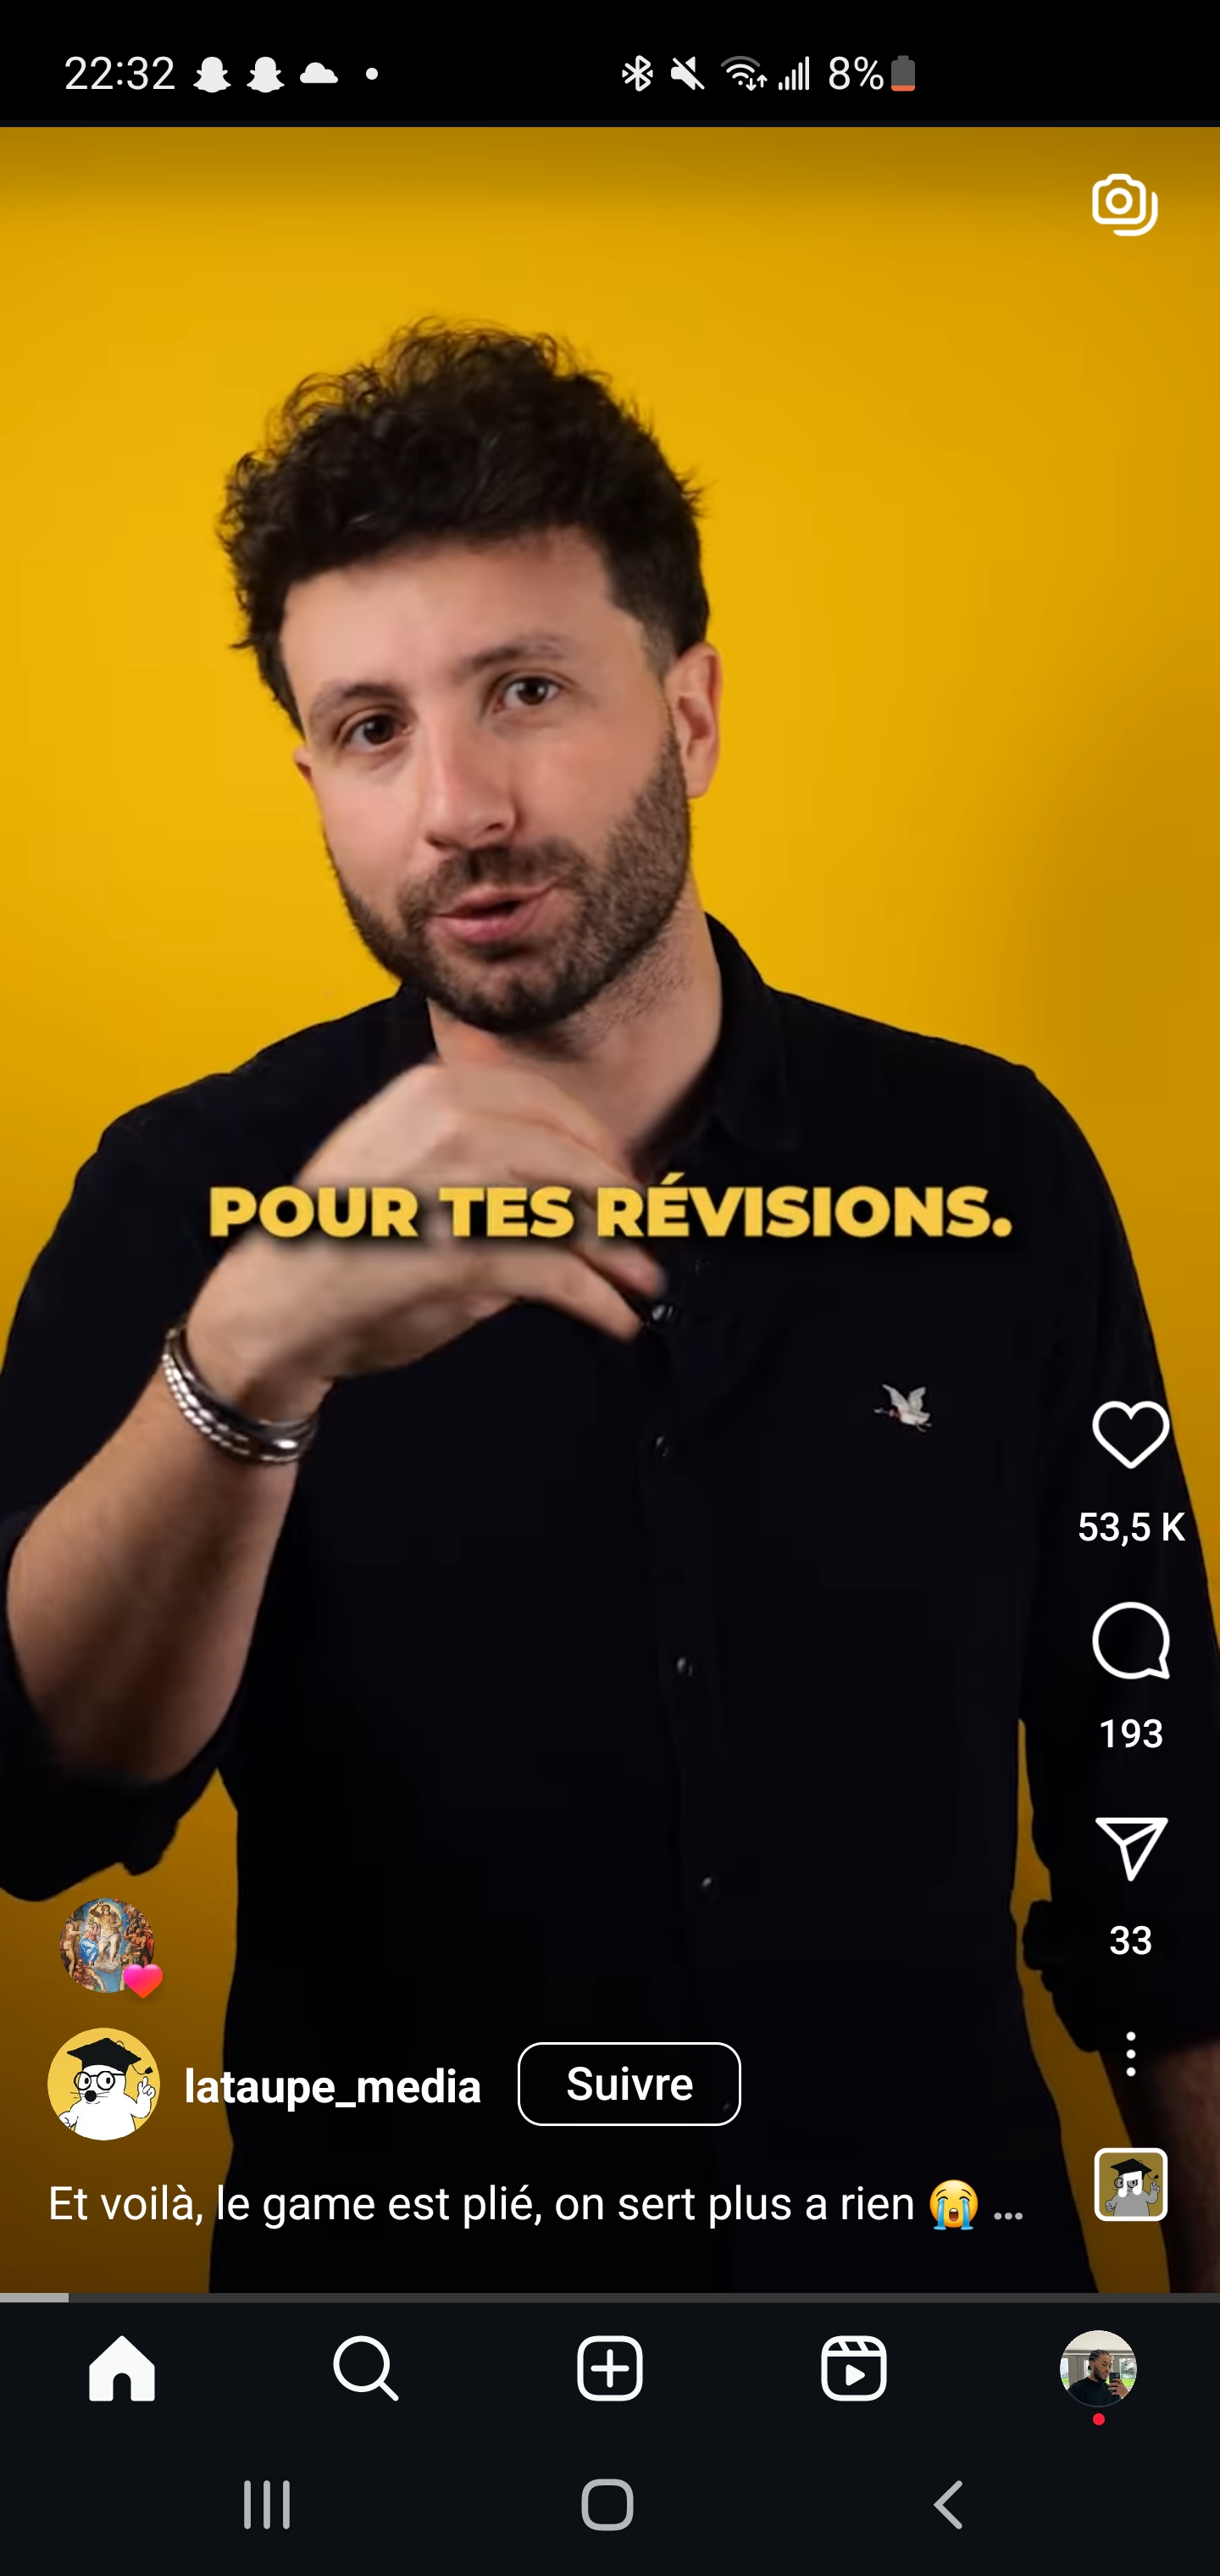 22:32
8%
POUR TES RÉVISIONS.
53,5 K
193
33
lataupe_media
Suivre
Et voilà, le game est plié, on sert plus a rien 😭 ...